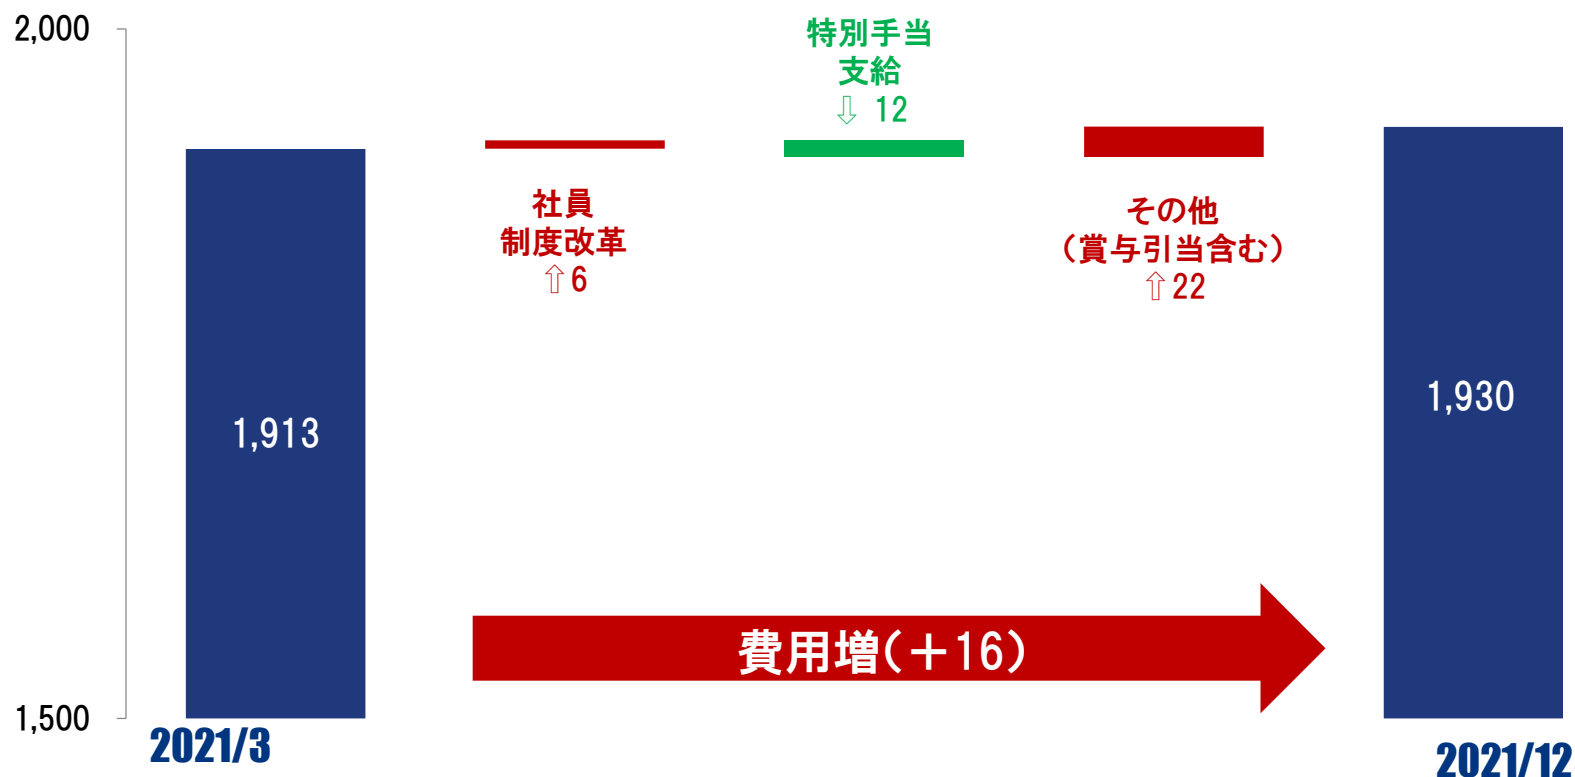 2,000
1,500
1,913
2021/3
社員
制度改革
⇧6
特別手当
支給
⇩ 12
その他
（賞与引当含む）
⇧22
1,930
2021/12
費用増（＋16）